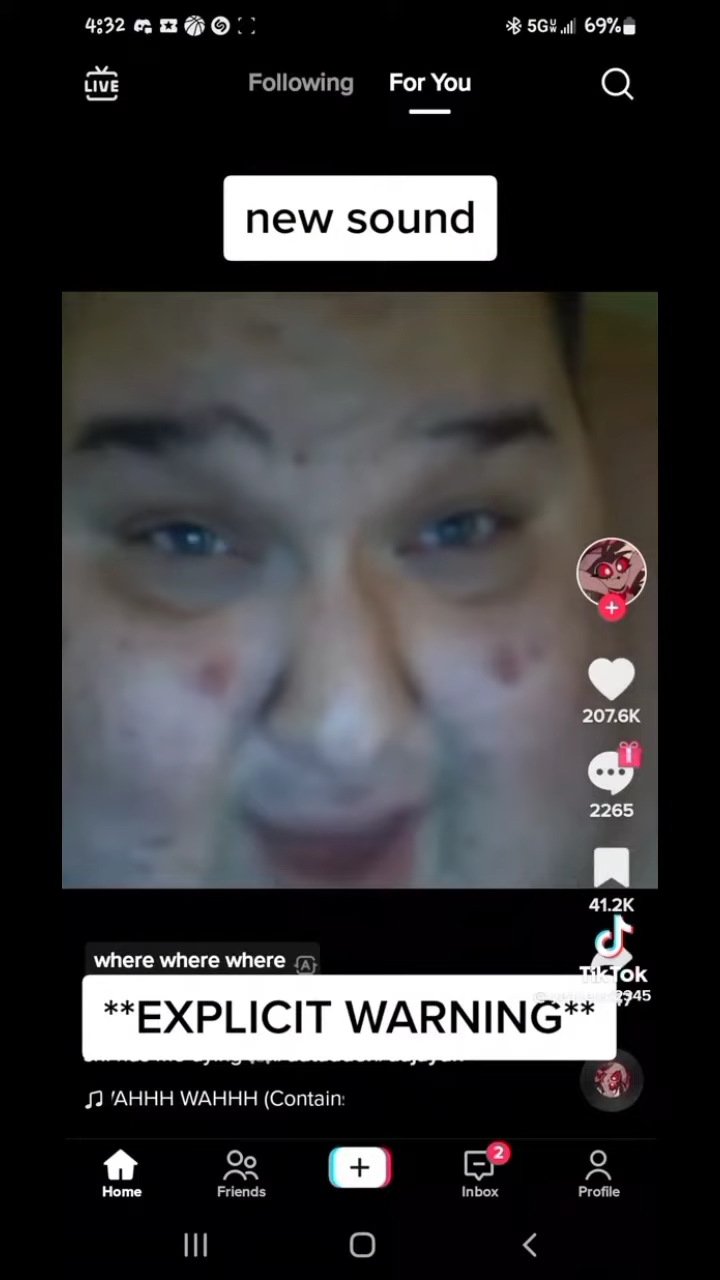 4:32 5G 69%
LIVE Following For You
new sound
207.6K
2265
41.2K
where where where
TikTok
**EXPLICIT WARNING**
'AHHH WAHHH (Contain:
2
Home Friends Inbox Profile